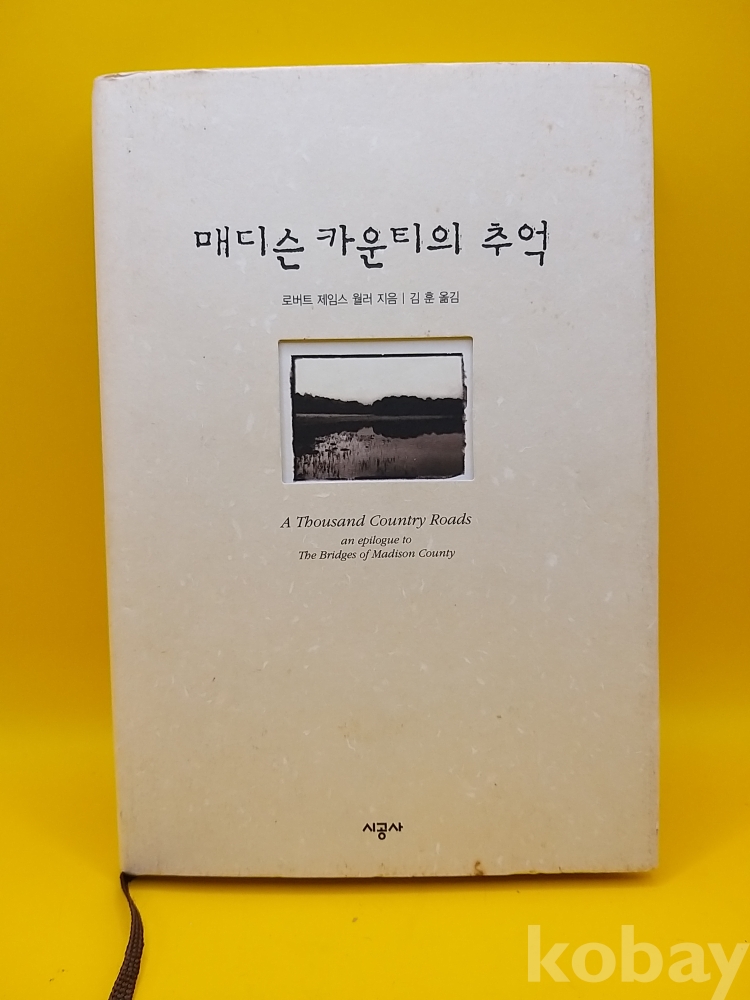 매디슨 카운티의 추억
로버트 제임스 월러 지음 | 김 훈 옮김
A Thousand Country Roads
an epilogue to
The Bridges of Madison County
시공사
kobay